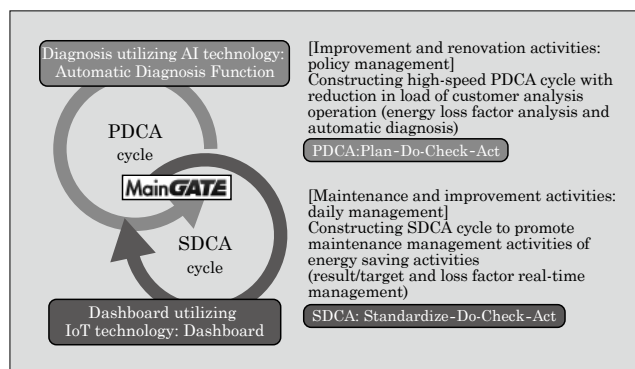 Diagnosis utilizing AI technology:
Automatic Diagnosis Function
PDCA
cycle
MainGATE
SDCA
cycle
Dashboard utilizing
IoT technology: Dashboard
[Improvement and renovation activities:
policy management]
Constructing high-speed PDCA cycle with
reduction in load of customer analysis
operation (energy loss factor analysis and
automatic diagnosis)
PDCA:Plan-Do-Check-Act
[Maintenance and improvement activities:
daily management]
Constructing SDCA cycle to promote
maintenance management activities of
energy saving activities
(result/target and loss factor real-time
management)
SDCA: Standardize-Do-Check-Act